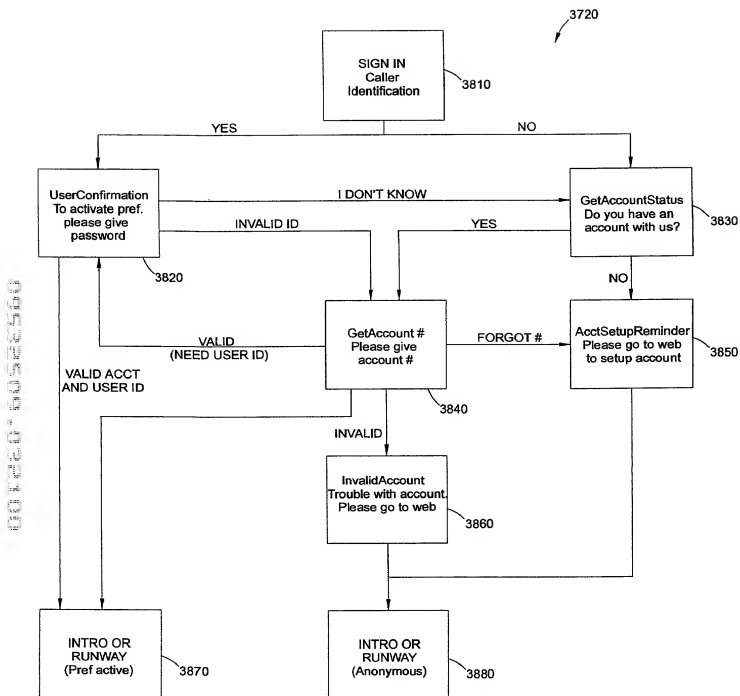 3720
SIGN IN
Caller
Identification
3810
YES
NO
UserConfirmation
To activate pref.
please give
password
3820
I DON'T KNOW
GetAccountStatus
Do you have an
account with us?
3830
INVALID ID
YES
NO
GetAccount #
Please give
account #
3840
VALID
(NEED USER ID)
FORGOT #
AcctSetupReminder
Please go to web
to setup account
3850
VALID ACCT
AND USER ID
INVALID
InvalidAccount
Trouble with account.
Please go to web
3860
INTRO OR
RUNWAY
(Pref active)
3870
INTRO OR
RUNWAY
(Anonymous)
3880